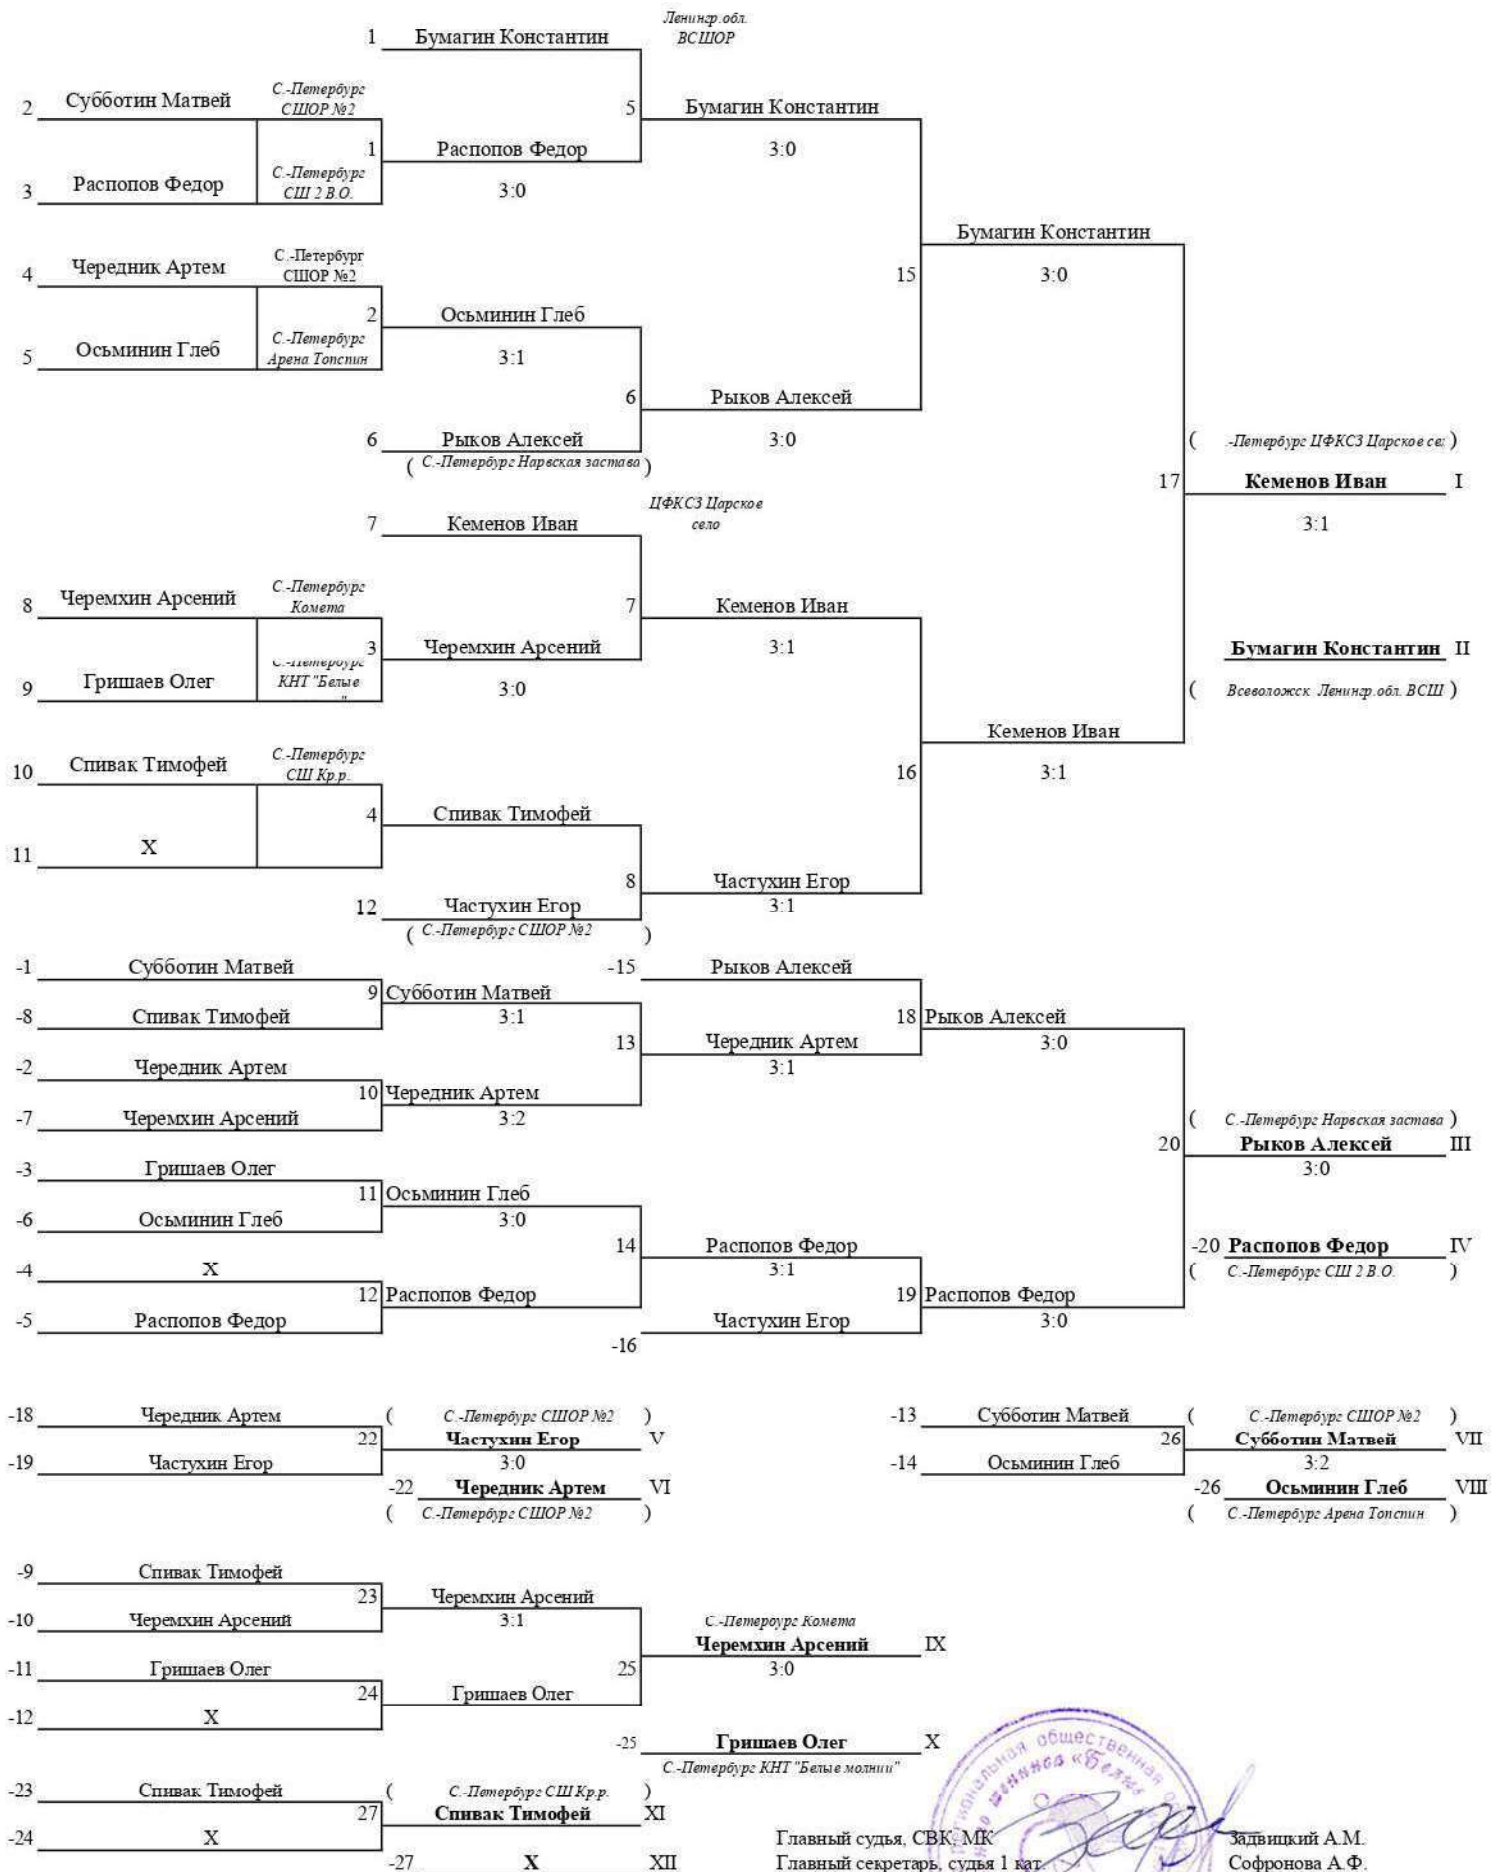 Ленингр.обл.
ВСШОР
1 Бумагин Константин
2 Субботин Матвей С.-Петербург
СШОР №2
5 Бумагин Константин
3:0
1 Распопов Федор
3:0
3 Распопов Федор С.-Петербург
СШ 2 В.О.
Бумагин Константин
15 3:0
4 Чередник Артем С.-Петербург
СШОР №2
2 Осьминин Глеб
3:1
5 Осьминин Глеб С.-Петербург
Арена Топспин
6 Рыков Алексей
3:0
6 Рыков Алексей
( С.-Петербург Нарвская застава )
( -Петербург ЦФКСЗ Царское се: )
17 Кеменов Иван I
3:1
ЦФКСЗ Царское
село
7 Кеменов Иван
8 Черемхин Арсений С.-Петербург
Комета
7 Кеменов Иван
3:1
3 Черемхин Арсений
3:0
9 Гришаев Олег С.-Петербург
КНТ "Белые
Бумагин Константин II
( Всеволожск Ленингр.обл. ВСШ )
Кеменов Иван
16 3:1
10 Спивак Тимофей С.-Петербург
СШ Кр.р.
4 Спивак Тимофей
11 X
8 Частухин Егор
3:1
12 Частухин Егор
( С.-Петербург СШОР №2 )
-1 Субботин Матвей
-15 Рыков Алексей
9 Субботин Матвей
3:1
-8 Спивак Тимофей
18 Рыков Алексей
3:0
13 Чередник Артем
3:1
-2 Чередник Артем
10 Чередник Артем
3:2
-7 Черемхин Арсений
( С.-Петербург Нарвская застава )
20 Рыков Алексей III
3:0
-3 Гришаев Олег
11 Осьминин Глеб
3:0
-6 Осьминин Глеб
14 Распопов Федор
3:1
-20 Распопов Федор IV
( С.-Петербург СШ 2 В.О. )
-4 X
12 Распопов Федор
19 Распопов Федор
3:0
-5 Распопов Федор
Частухин Егор
-16
-18 Чередник Артем ( С.-Петербург СШОР №2 )
22 Частухин Егор V
3:0
-19 Частухин Егор
-22 Чередник Артем VI
( С.-Петербург СШОР №2 )
-13 Субботин Матвей ( С.-Петербург СШОР №2 )
26 Субботин Матвей VII
3:2
-14 Осьминин Глеб
-26 Осьминин Глеб VIII
( С.-Петербург Арена Топспин )
-9 Спивак Тимофей
23 Черемхин Арсений
3:1
-10 Черемхин Арсений
С.-Петербург Комета
Черемхин Арсений IX
25 3:0
-11 Гришаев Олег
24 Гришаев Олег
-12 X
-25 Гришаев Олег X
С.-Петербург КНТ "Белые молнии"
-23 Спивак Тимофей ( С.-Петербург СШ Кр.р. )
27 Спивак Тимофей XI
-24 X
-27 X XII
Главный судья, СВК, МК Задвицкий А.М.
Главный секретарь, судья 1 кат. Софронова А.Ф.
общественная
«Белые